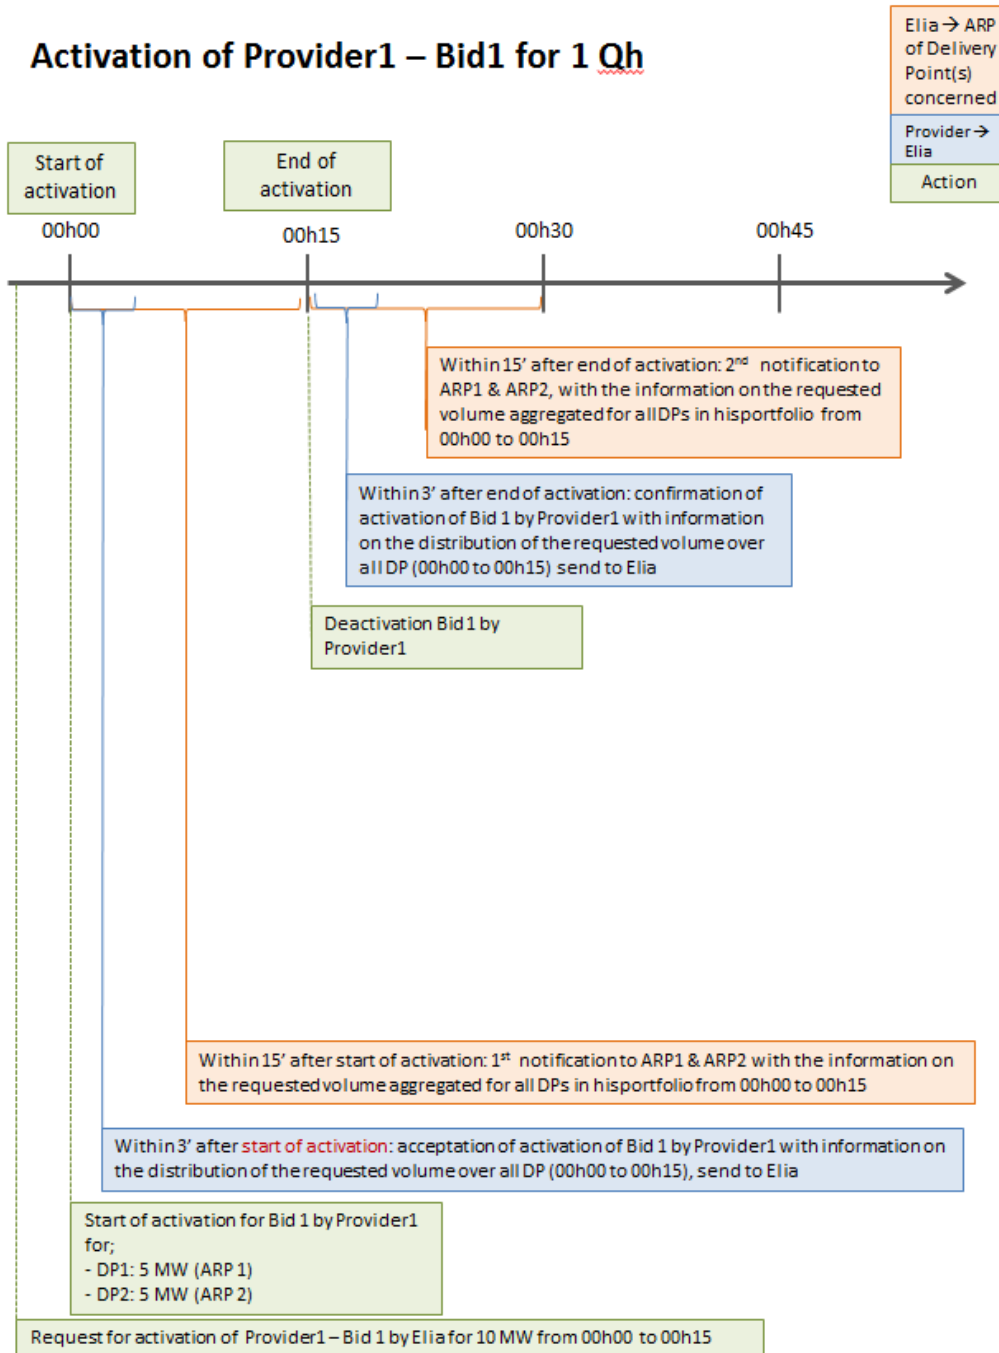 Activation of Provider1 – Bid1 for 1 Qh
Elia → ARP
of Delivery
Point(s)
concerned
Provider →
Elia
Action
Start of
activation
End of
activation
00h00
00h15
00h30
00h45
Within 15’ after end of activation: 2nd notification to
ARP1 & ARP2, with the information on the requested
volume aggregated for all DPs in hisportfolio from
00h00 to 00h15
Within 3’ after end of activation: confirmation of
activation of Bid 1 by Provider1 with information
on the distribution of the requested volume over
all DP (00h00 to 00h15) send to Elia
Deactivation Bid 1 by
Provider1
Within 15’ after start of activation: 1st notification to ARP1 & ARP2 with the information on
the requested volume aggregated for all DPs in hisportfolio from 00h00 to 00h15
Within 3’ after start of activation: acceptation of activation of Bid 1 by Provider1 with information on
the distribution of the requested volume over all DP (00h00 to 00h15), send to Elia
Start of activation for Bid 1 by Provider1
for;
- DP1: 5 MW (ARP 1)
- DP2: 5 MW (ARP 2)
Request for activation of Provider1 – Bid 1 by Elia for 10 MW from 00h00 to 00h15